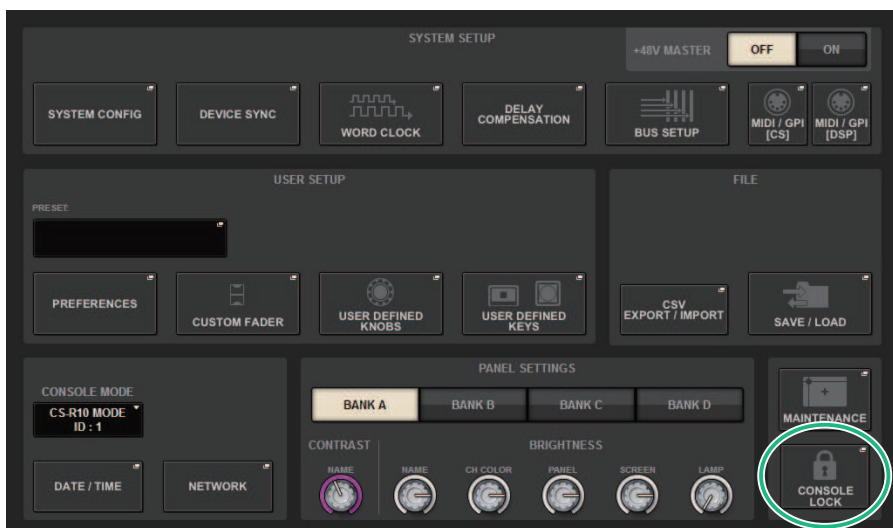 SYSTEM SETUP
+48V MASTER
OFF
ON
SYSTEM CONFIG
DEVICE SYNC
WORD CLOCK
DELAY
COMPENSATION
BUS SETUP
MIDI / GPI
[CS]
MIDI / GPI
[DSP]
USER SETUP
PRESET:
PREFERENCES
CUSTOM FADER
USER DEFINED
KNOBS
USER DEFINED
KEYS
FILE
CSV
EXPORT / IMPORT
SAVE / LOAD
CONSOLE MODE
CS-R10 MODE
ID : 1
DATE / TIME
NETWORK
PANEL SETTINGS
BANK A
BANK B
BANK C
BANK D
CONTRAST
BRIGHTNESS
NAME
NAME
CH COLOR
PANEL
SCREEN
LAMP
MAINTENANCE
CONSOLE
LOCK